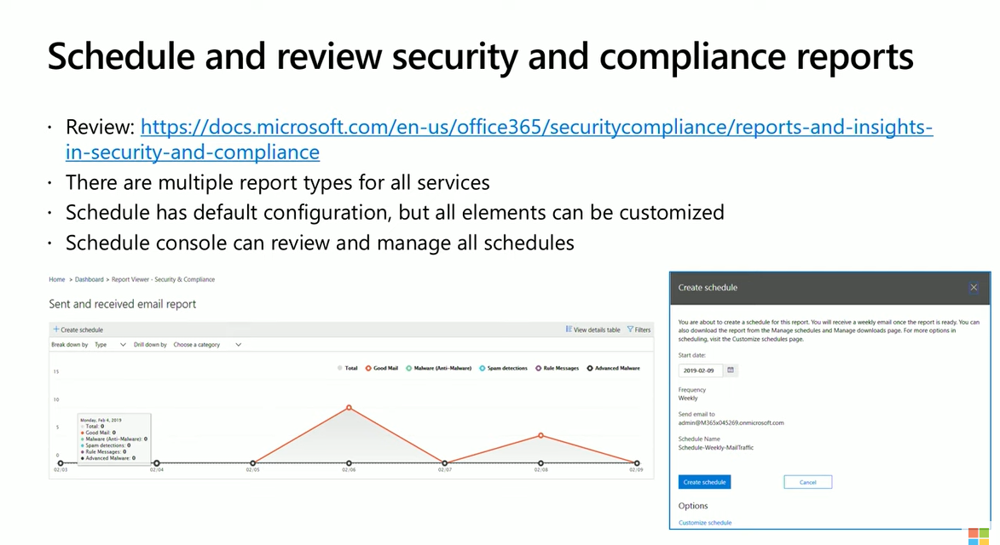 Schedule and review security and compliance reports
· Review: https://docs.microsoft.com/en-us/office365/securitycompliance/reports-and-insights-
in-security-and-compliance
· There are multiple report types for all services
· Schedule has default configuration, but all elements can be customized
· Schedule console can review and manage all schedules
Home > Dashboard > Report Viewer - Security & Compliance
Sent and received email report
+ Create schedule View details table Filters
Break down by Type Drill down by Choose a category
Total Good Mail Malware (Anti-Malware) Spam detections Rule Messages Advanced Malware
15
10
5
0
Monday, Feb 4, 2019
Total: 0
Good Mail: 0
Malware (Anti-Malware): 0
Spam detections: 0
Rule Messages: 0
Advanced Malware: 0
02/03 02/04 02/05 02/06 02/07 02/08 02/09
Create schedule
You are about to create a schedule for this report. You will receive a weekly email once the report is ready. You can
also download the report from the Manage schedules and Manage downloads page. For more options in
scheduling, visit the Customize schedules page.
Start date:
2019-02-09
Frequency
Weekly
Send email to
admin@M365x045269.onmicrosoft.com
Schedule Name
Schedule-Weekly-MailTraffic
Create schedule Cancel
Options
Customize schedule